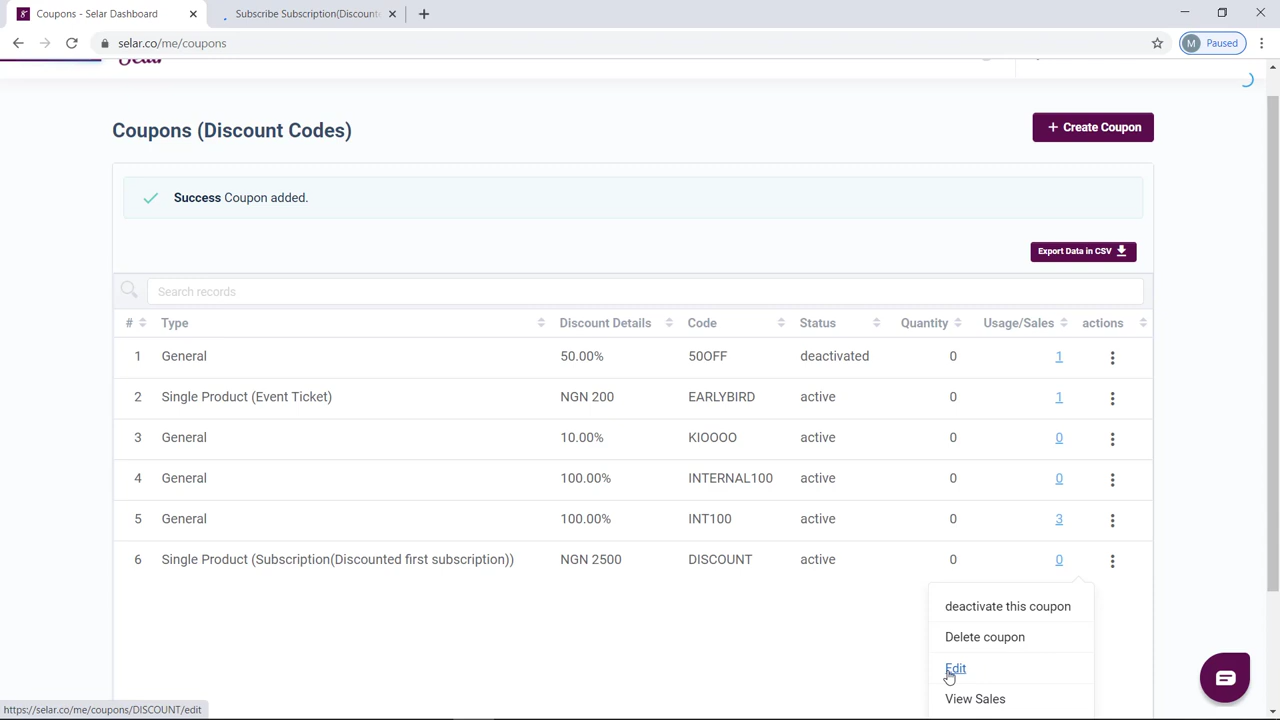 Coupons - Selar Dashboard
Subscribe Subscription(Discount
selar.co/me/coupons
M Paused
Selar
Coupons (Discount Codes)
+ Create Coupon
Success Coupon added.
Export Data in CSV
Search records
# Type Discount Details Code Status Quantity Usage/Sales actions
1 General 50.00% 50OFF deactivated 0 1
2 Single Product (Event Ticket) NGN 200 EARLYBIRD active 0 1
3 General 10.00% KIOOOO active 0 0
4 General 100.00% INTERNAL100 active 0 0
5 General 100.00% INT100 active 0 3
6 Single Product (Subscription(Discounted first subscription)) NGN 2500 DISCOUNT active 0 0
deactivate this coupon
Delete coupon
Edit
View Sales
https://selar.co/me/coupons/DISCOUNT/edit